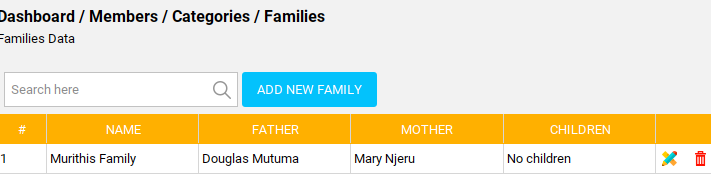 Dashboard / Members / Categories / Families
Families Data
Search here
ADD NEW FAMILY
# NAME FATHER MOTHER CHILDREN
1 Murithis Family Douglas Mutuma Mary Njeru No children